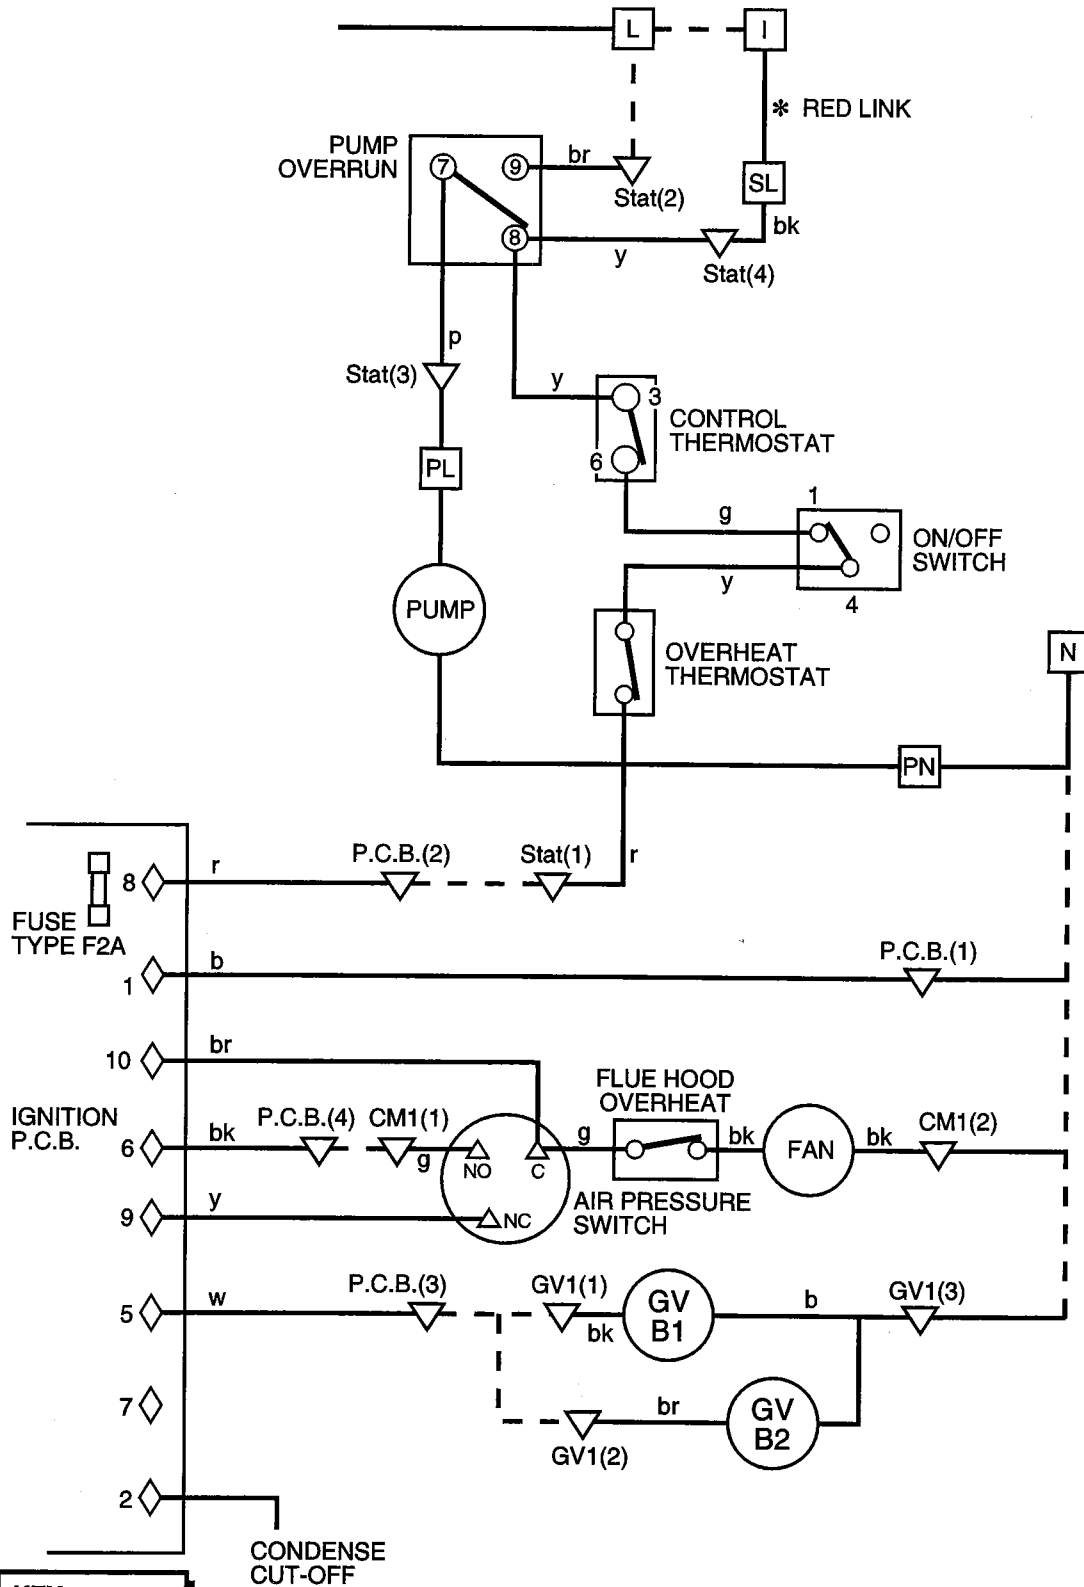 L
I
* RED LINK
PUMP
OVERRUN
7
9
br
Stat(2)
SL
8
y
bk
Stat(4)
p
Stat(3)
y
3
CONTROL
THERMOSTAT
PL
6
1
g
ON/OFF
SWITCH
y
4
PUMP
OVERHEAT
THERMOSTAT
N
PN
r
P.C.B.(2)
Stat(1)
r
8
FUSE
TYPE F2A
b
P.C.B.(1)
1
br
10
FLUE HOOD
OVERHEAT
IGNITION
P.C.B.
6
bk
P.C.B.(4)
CM1(1)
g
NO
C
g
bk
FAN
bk
CM1(2)
AIR PRESSURE
SWITCH
y
9
NC
w
5
P.C.B.(3)
GV1(1)
bk
GV
B1
b
GV1(3)
7
br
GV
B2
GV1(2)
2
CONDENSE
CUT-OFF